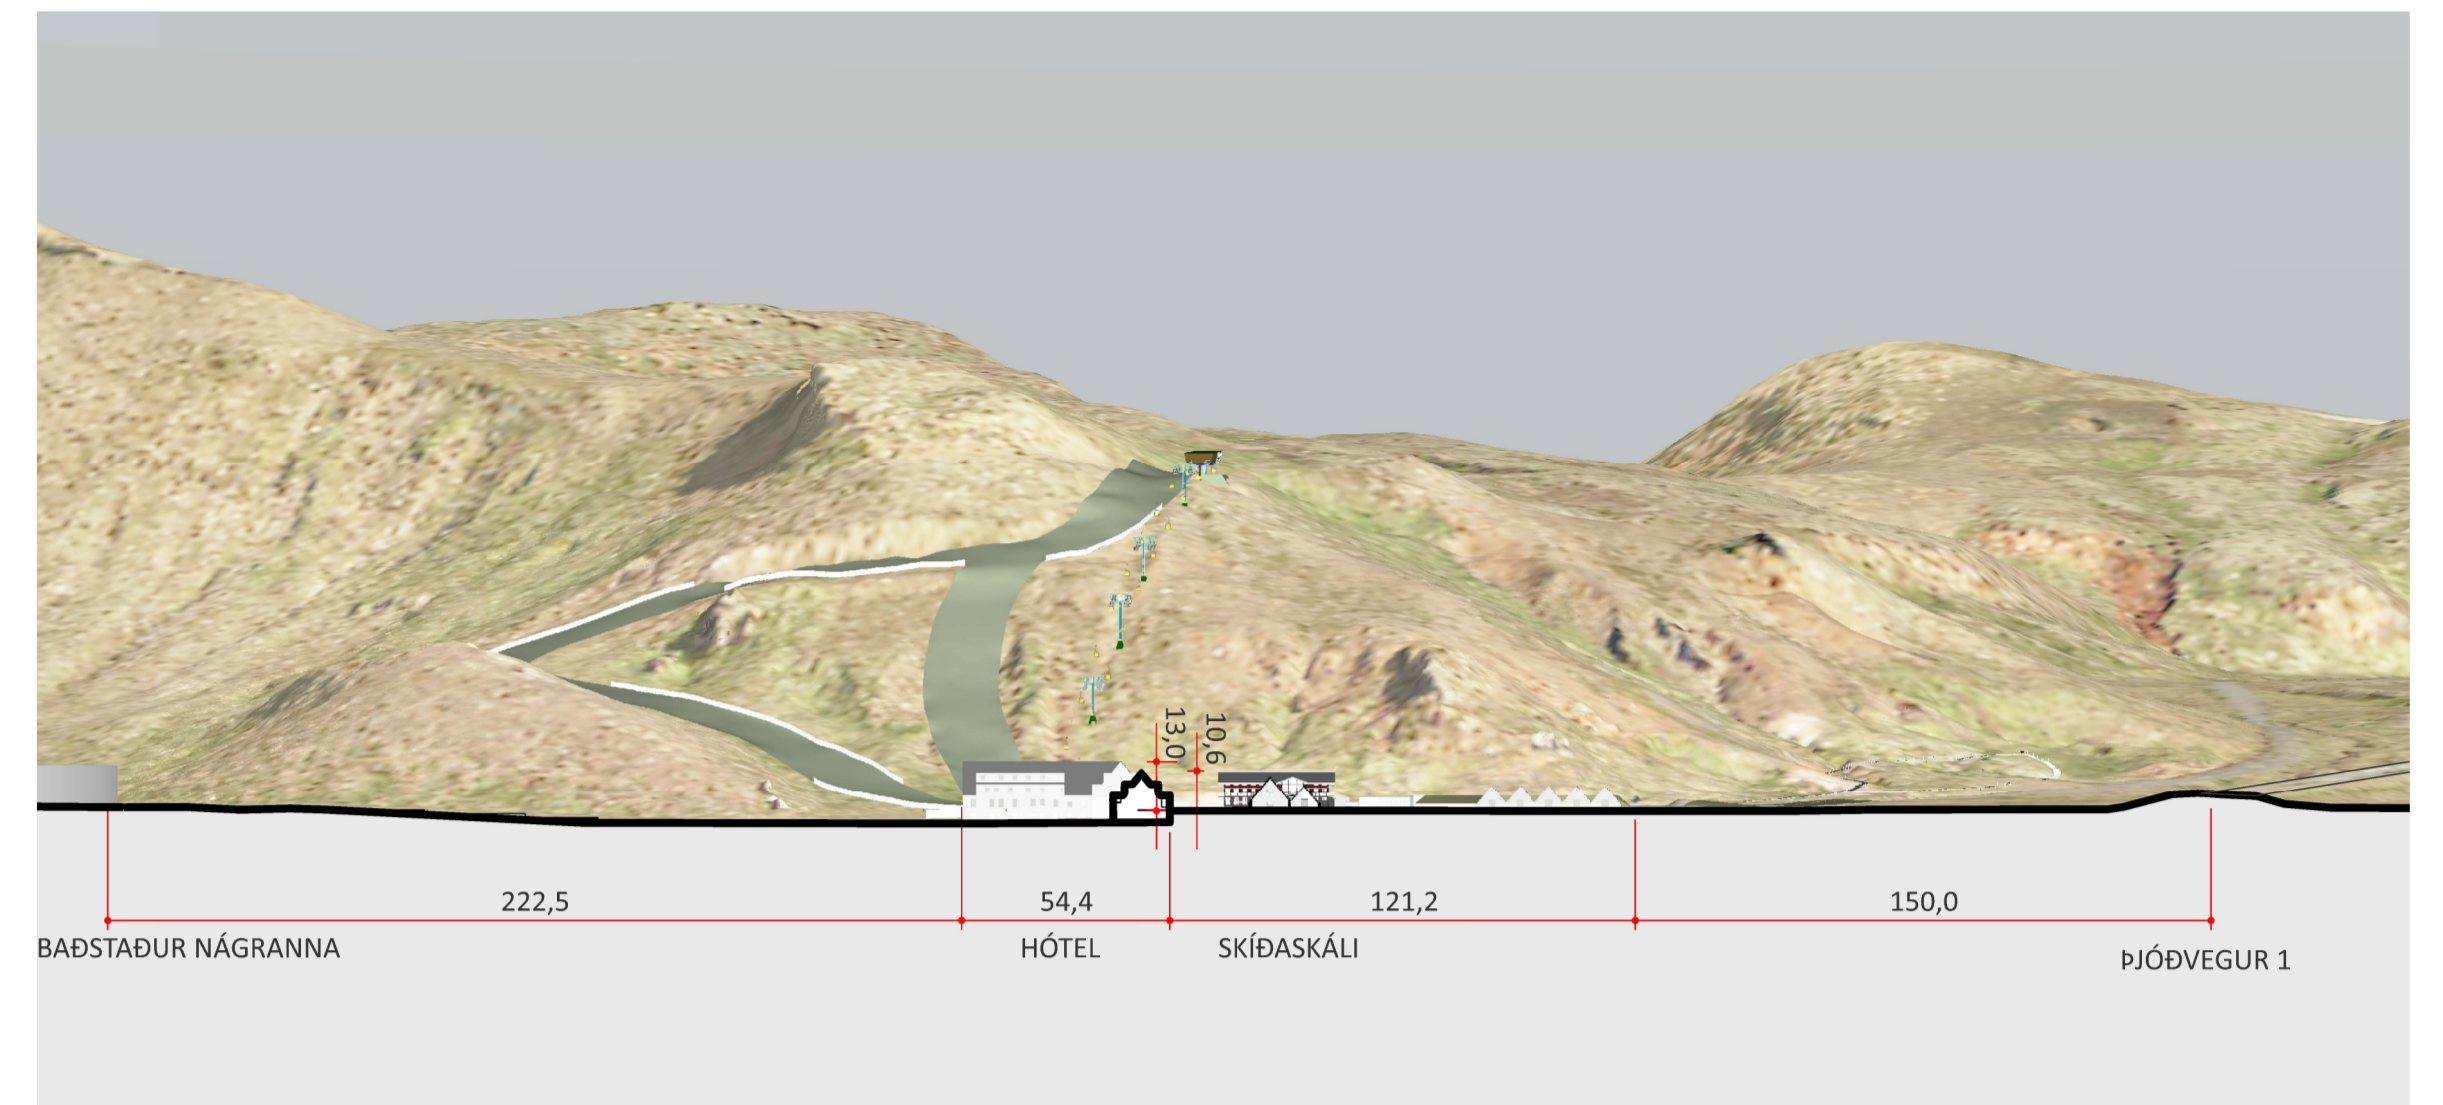 13,0
10,6
222,5
54,4
121,2
150,0
BAÐSTAÐUR NÁGRANNA
HÓTEL
SKÍÐASKÁLI
ÞJÓÐVEGUR 1